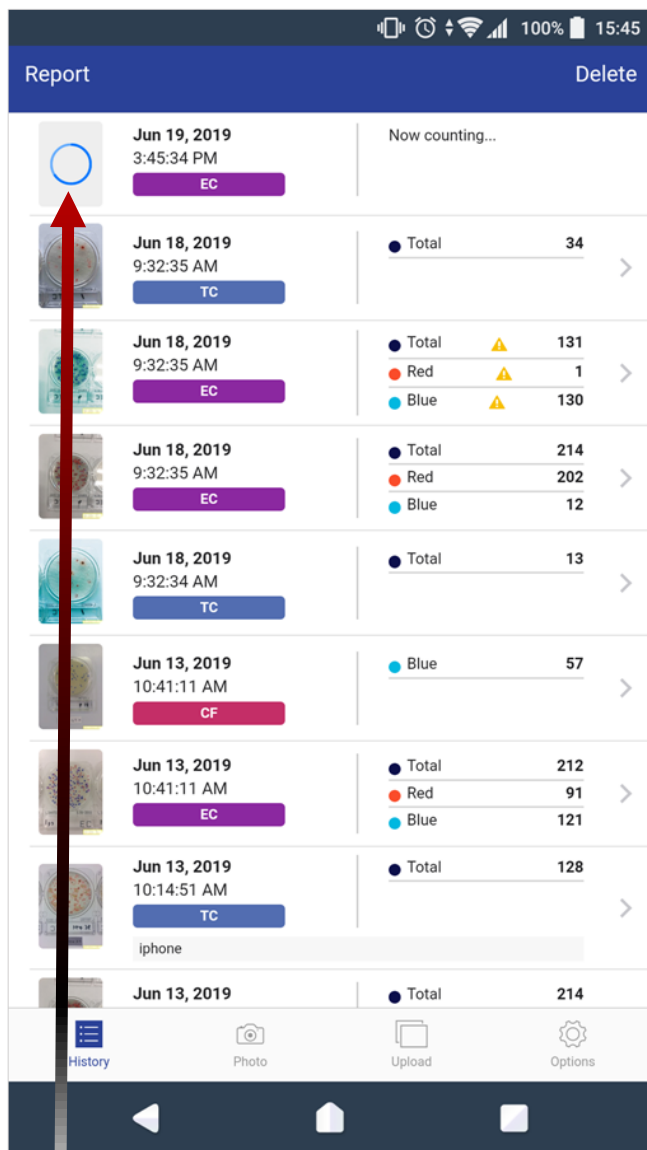 100% 15:45
Report Delete
Jun 19, 2019
3:45:34 PM
EC
Now counting...
Jun 18, 2019
9:32:35 AM
TC
Total 34
Jun 18, 2019
9:32:35 AM
EC
Total 131
Red 1
Blue 130
Jun 18, 2019
9:32:35 AM
EC
Total 214
Red 202
Blue 12
Jun 18, 2019
9:32:34 AM
TC
Total 13
Jun 13, 2019
10:41:11 AM
CF
Blue 57
Jun 13, 2019
10:41:11 AM
EC
Total 212
Red 91
Blue 121
Jun 13, 2019
10:14:51 AM
TC
iphone
Total 128
Jun 13, 2019
Total 214
History Photo Upload Options